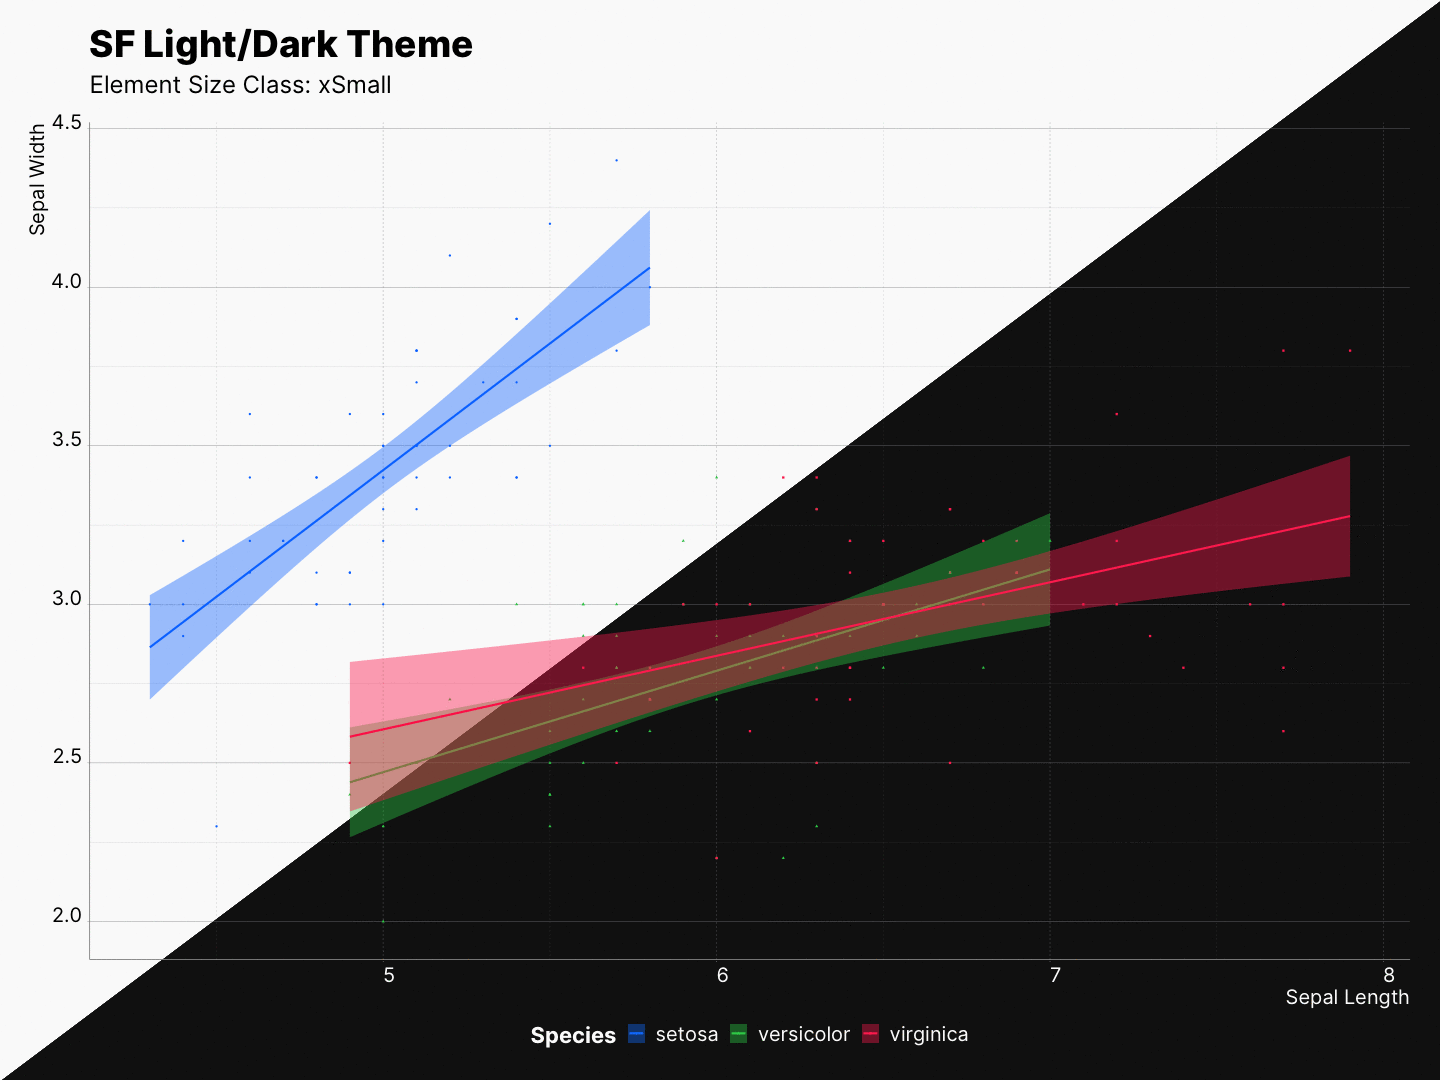 SF Light/Dark Theme
Element Size Class: xSmall
Sepal Width
4.5
4.0
3.5
3.0
2.5
2.0
5 6 7 8
Sepal Length
Species setosa versicolor virginica